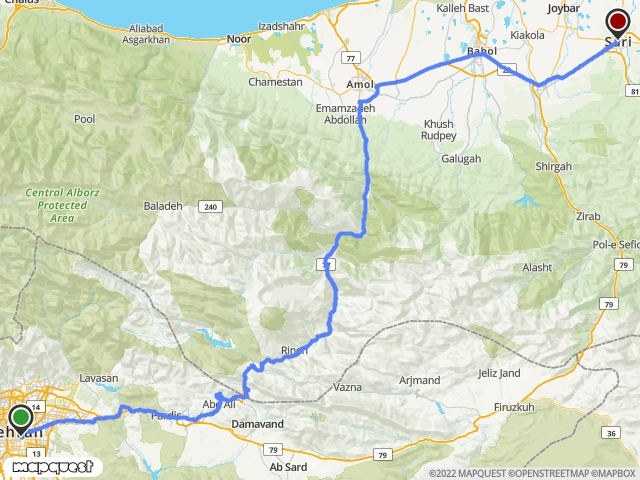 Chalus
Kalleh Bast
Joybar
Aliabad
Asgarkhan
Noor
Izadshahr
77
Kiakola
Sari
Babol
22
Chamestan
Amol
81
Emamzadeh
Abdollah
Khush
Rudpey
Pool
Galugah
Shirgah
Central Alborz
Protected
Area
Baladeh
240
Zirab
Pol-e Sefid
77
79
Alasht
79
Rineh
Lavasan
Vazna
Arjmand
Jeliz Jand
14
Pardis
Abe Ali
Firuzkuh
Tehran
Damavand
13
79
36
79
Ab Sard
mapquest
©2022 MAPQUEST ©OPENSTREETMAP ©MAPBOX